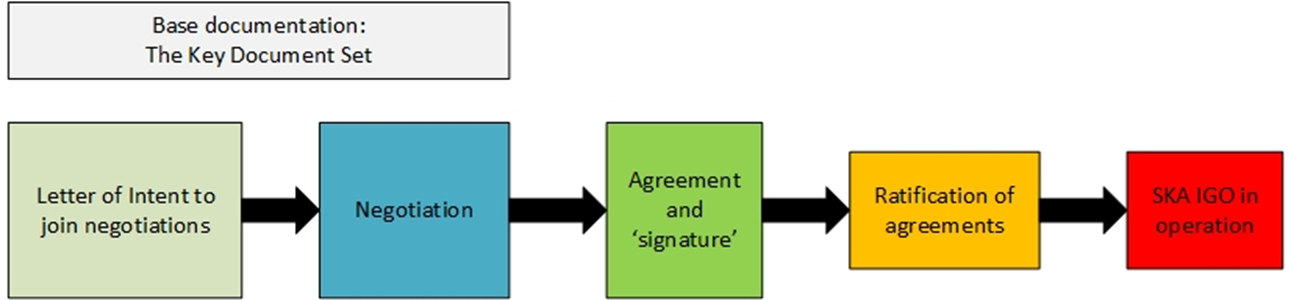 Base documentation:
The Key Document Set
Letter of Intent to
join negotiations
Negotiation
Agreement
and
‘signature’
Ratification of
agreements
SKA IGO in
operation